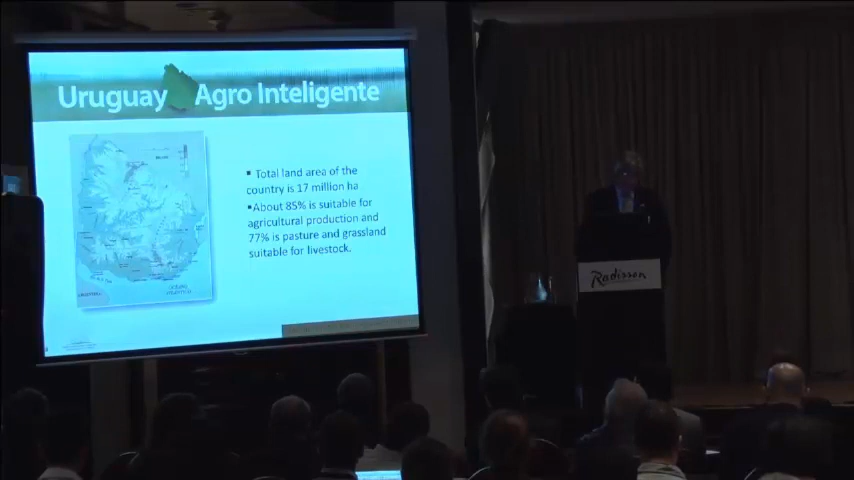 Uruguay Agro Inteligente
▪ Total land area of the
country is 17 million ha
•About 85% is suitable for
agricultural production and
77% is pasture and grassland
suitable for livestock.
Radisson